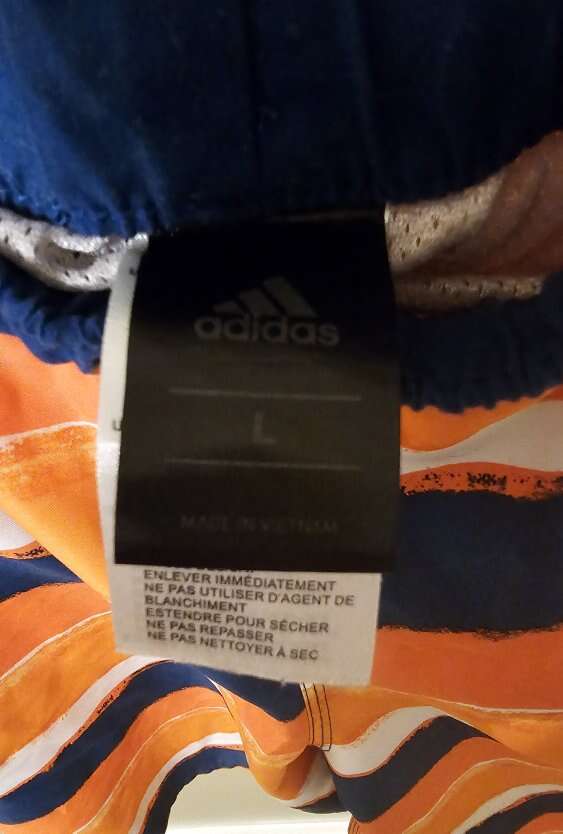 adidas
L
MADE IN VIETNAM
ENLEVER IMMÉDIATEMENT
NE PAS UTILISER D'AGENT DE
BLANCHIMENT
ESTENDRE POUR SÉCHER
NE PAS REPASSER
NE PAS NETTOYER A SEC